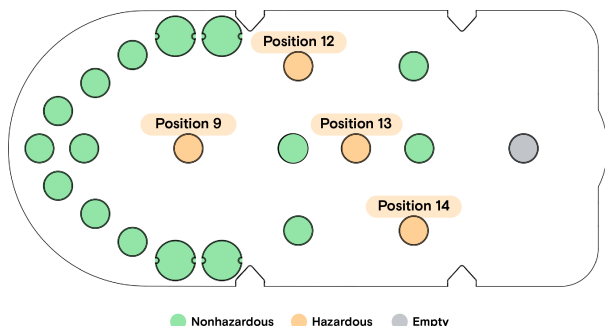 Position 12
Position 9
Position 13
Position 14
Nonhazardous
Hazardous
Empty